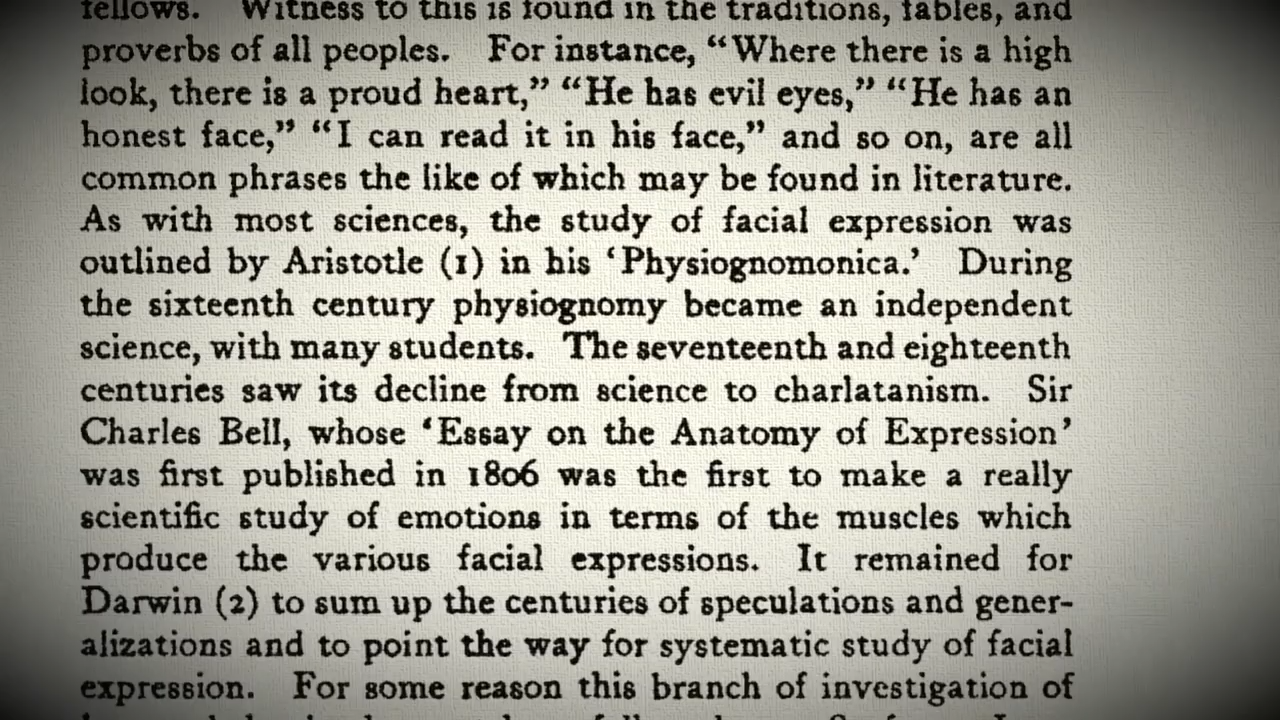 fellows. Witness to this is found in the traditions, fables, and
proverbs of all peoples. For instance, “Where there is a high
look, there is a proud heart,” “He has evil eyes,” “He has an
honest face,” “I can read it in his face,” and so on, are all
common phrases the like of which may be found in literature.
As with most sciences, the study of facial expression was
outlined by Aristotle (1) in his ‘Physiognomonica.’ During
the sixteenth century physiognomy became an independent
science, with many students. The seventeenth and eighteenth
centuries saw its decline from science to charlatanism. Sir
Charles Bell, whose ‘Essay on the Anatomy of Expression’
was first published in 1806 was the first to make a really
scientific study of emotions in terms of the muscles which
produce the various facial expressions. It remained for
Darwin (2) to sum up the centuries of speculations and gener-
alizations and to point the way for systematic study of facial
expression. For some reason this branch of investigation of